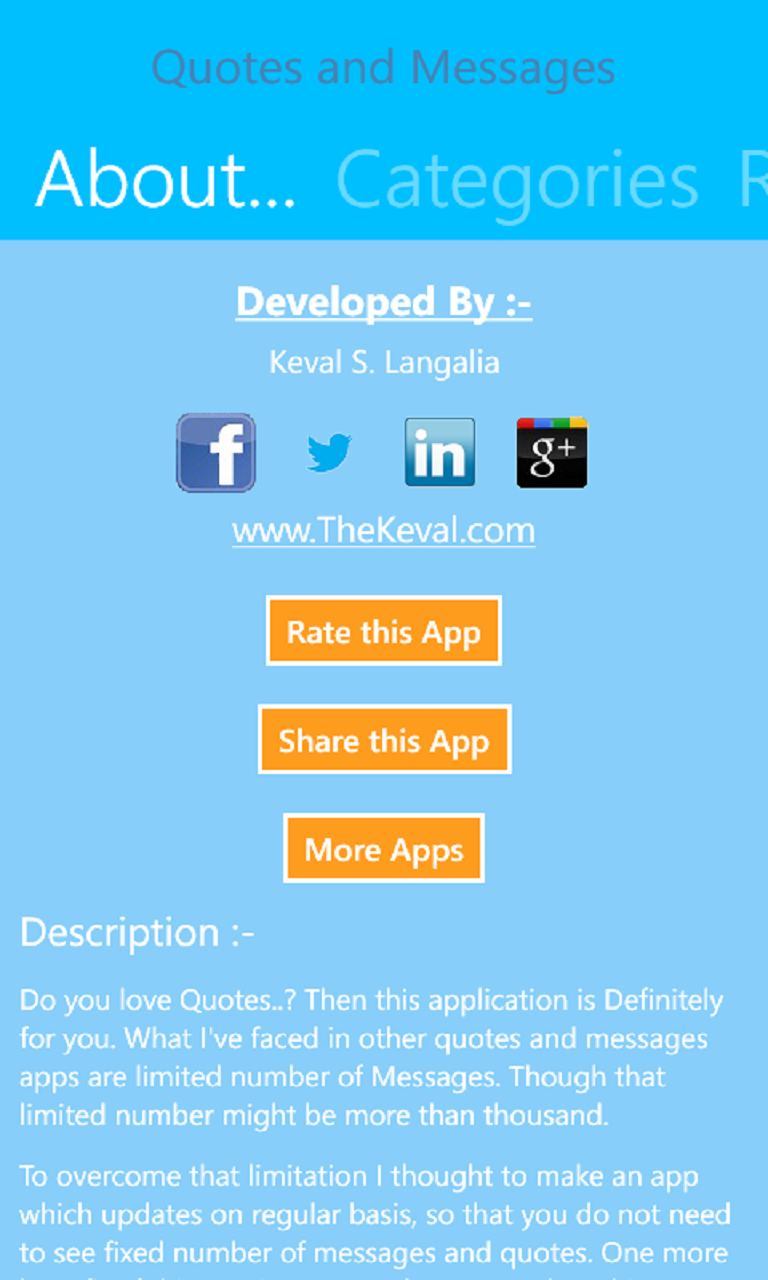 Quotes and Messages
About... Categories R
Developed By :-
Keval S. Langalia
f in g+
www.TheKeval.com
Rate this App
Share this App
More Apps
Description :-
Do you love Quotes..? Then this application is Definitely
for you. What I've faced in other quotes and messages
apps are limited number of Messages. Though that
limited number might be more than thousand.
To overcome that limitation I thought to make an app
which updates on regular basis, so that you do not need
to see fixed number of messages and quotes. One more